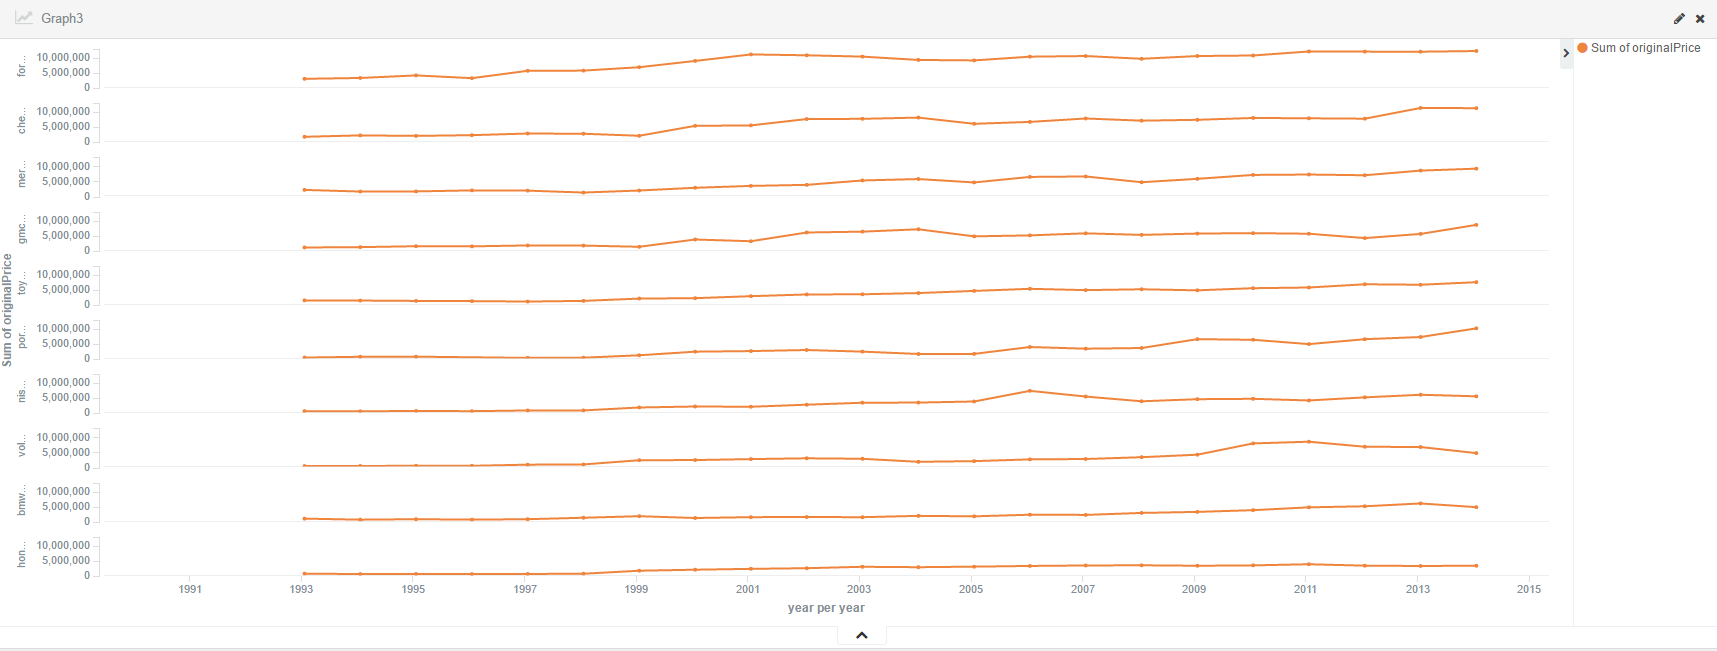 Graph3
Sum of originalPrice
Sum of originalPrice
for...
10,000,000
5,000,000
0
che...
10,000,000
5,000,000
0
mer...
10,000,000
5,000,000
0
gmc...
10,000,000
5,000,000
0
toy...
10,000,000
5,000,000
0
por...
10,000,000
5,000,000
0
nis...
10,000,000
5,000,000
0
vol...
10,000,000
5,000,000
0
bmw...
10,000,000
5,000,000
0
hon...
10,000,000
5,000,000
0
1991 1993 1995 1997 1999 2001 2003 2005 2007 2009 2011 2013 2015
year per year